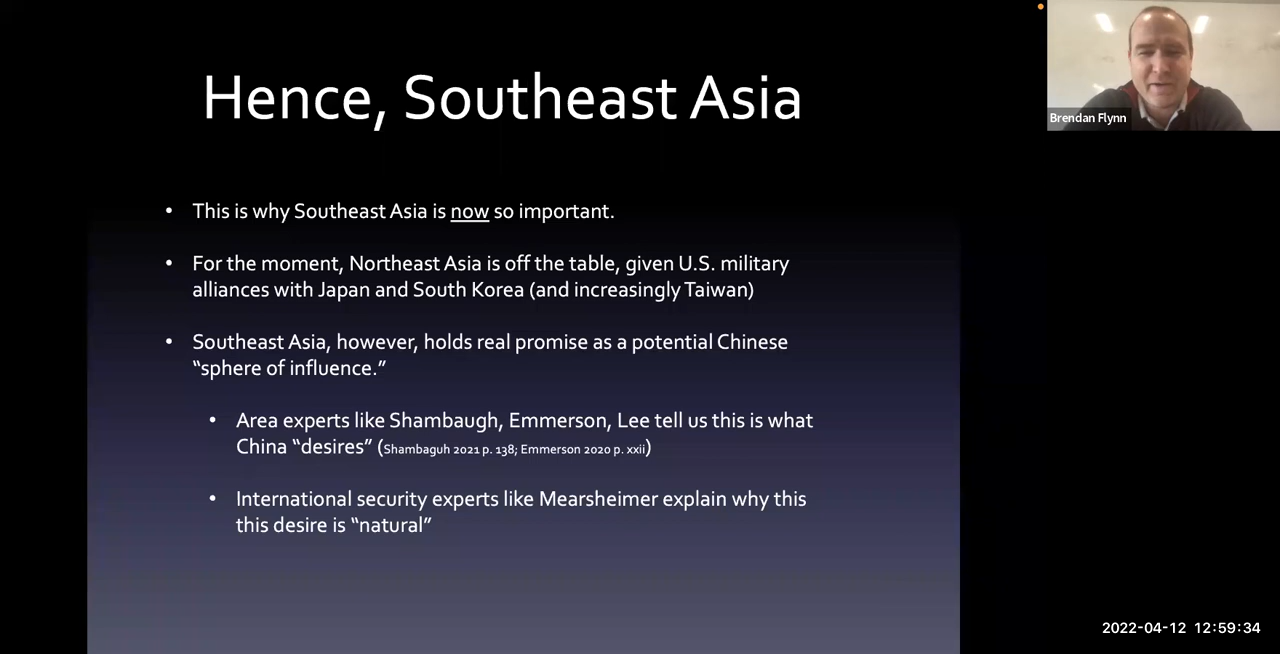 Hence, Southeast Asia
Brendan Flynn
• This is why Southeast Asia is now so important.
• For the moment, Northeast Asia is off the table, given U.S. military
alliances with Japan and South Korea (and increasingly Taiwan)
• Southeast Asia, however, holds real promise as a potential Chinese
“sphere of influence.”
• Area experts like Shambaugh, Emmerson, Lee tell us this is what
China “desires” (Shambaguh 2021 p. 138; Emmerson 2020 p. xxii)
• International security experts like Mearsheimer explain why this
this desire is “natural”
2022-04-12 12:59:34